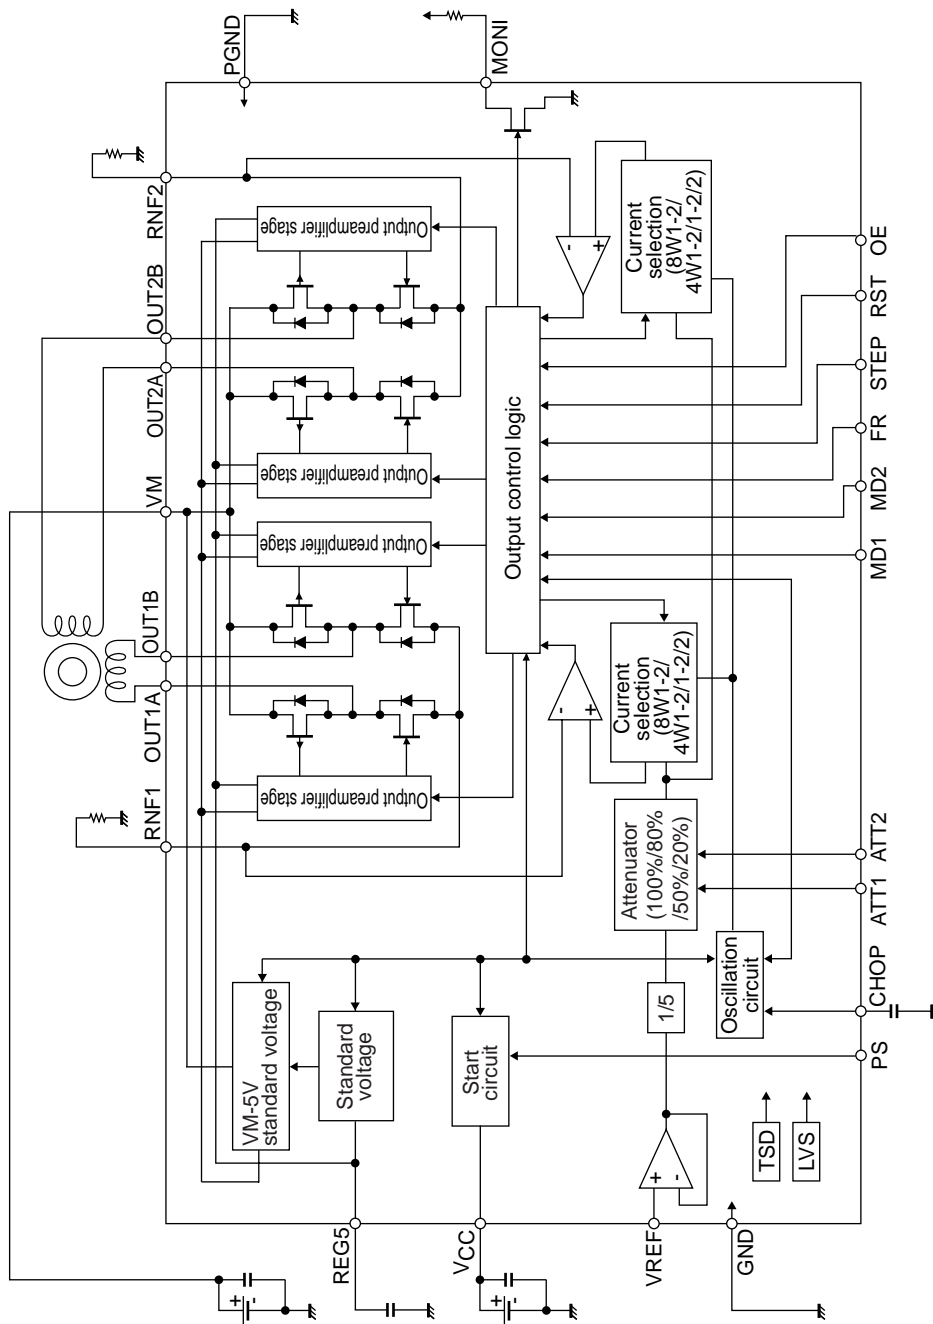 PGND
MONI
RNF2
OUT2B
OUT2A
VM
OUT1B
OUT1A
RNF1
Output preamplifier
stage
Output preamplifier
stage
Output preamplifier
stage
Output preamplifier
stage
Output control logic
-
+
Current
selection
(8W1-2/
4W1-2/1-2/2)
-
+
Current
selection
(8W1-2/
4W1-2/1-2/2)
Attenuator
(100%/80%
/50%/20%)
1/5
Oscillation
circuit
VM-5V
standard voltage
Standard
voltage
Start
circuit
+
-
TSD
LVS
OE
RST
STEP
FR
MD2
MD1
ATT2
ATT1
CHOP
PS
REG5
VCC
VREF
GND
+
-
+
-